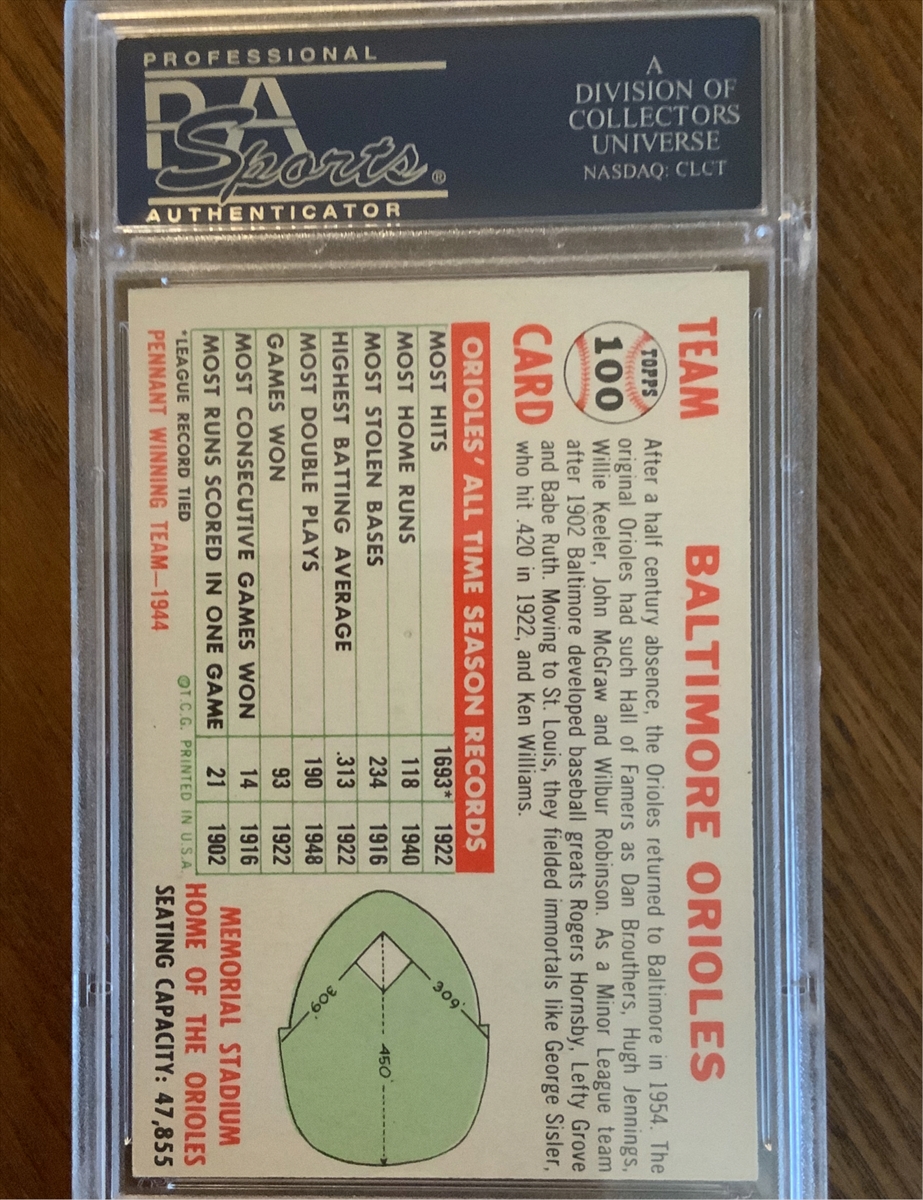 PROFESSIONAL
PSA
Sports®
AUTHENTICATOR
A
DIVISION OF
COLLECTORS
UNIVERSE
NASDAQ: CLCT
TEAM
TOPPS
100
CARD
BALTIMORE ORIOLES
After a half century absence, the Orioles returned to Baltimore in 1954. The
original Orioles had such Hall of Famers as Dan Brouthers, Hugh Jennings,
Willie Keeler, John McGraw and Wilbur Robinson. As a Minor League team
after 1902 Baltimore developed baseball greats Rogers Hornsby, Lefty Grove
and Babe Ruth. Moving to St. Louis, they fielded immortals like George Sisler,
who hit .420 in 1922, and Ken Williams.
ORIOLES' ALL TIME SEASON RECORDS
MOST HITS 1693* 1922
MOST HOME RUNS 118 1940
MOST STOLEN BASES 234 1916
HIGHEST BATTING AVERAGE .313 1922
MOST DOUBLE PLAYS 190 1948
GAMES WON 93 1922
MOST CONSECUTIVE GAMES WON 14 1916
MOST RUNS SCORED IN ONE GAME 21 1902
*LEAGUE RECORD TIED
©T.C.G. PRINTED IN U.S.A.
PENNANT WINNING TEAM—1944
309'
450'
309'
MEMORIAL STADIUM
HOME OF THE ORIOLES
SEATING CAPACITY: 47,855